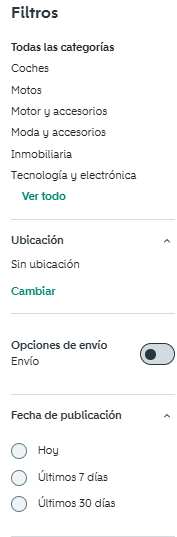 Filtros
Todas las categorías
Coches
Motos
Motor y accesorios
Moda y accesorios
Inmobiliaria
Tecnología y electrónica
Ver todo
Ubicación
Sin ubicación
Cambiar
Opciones de envío
Envío
Fecha de publicación
Hoy
Últimos 7 días
Últimos 30 días